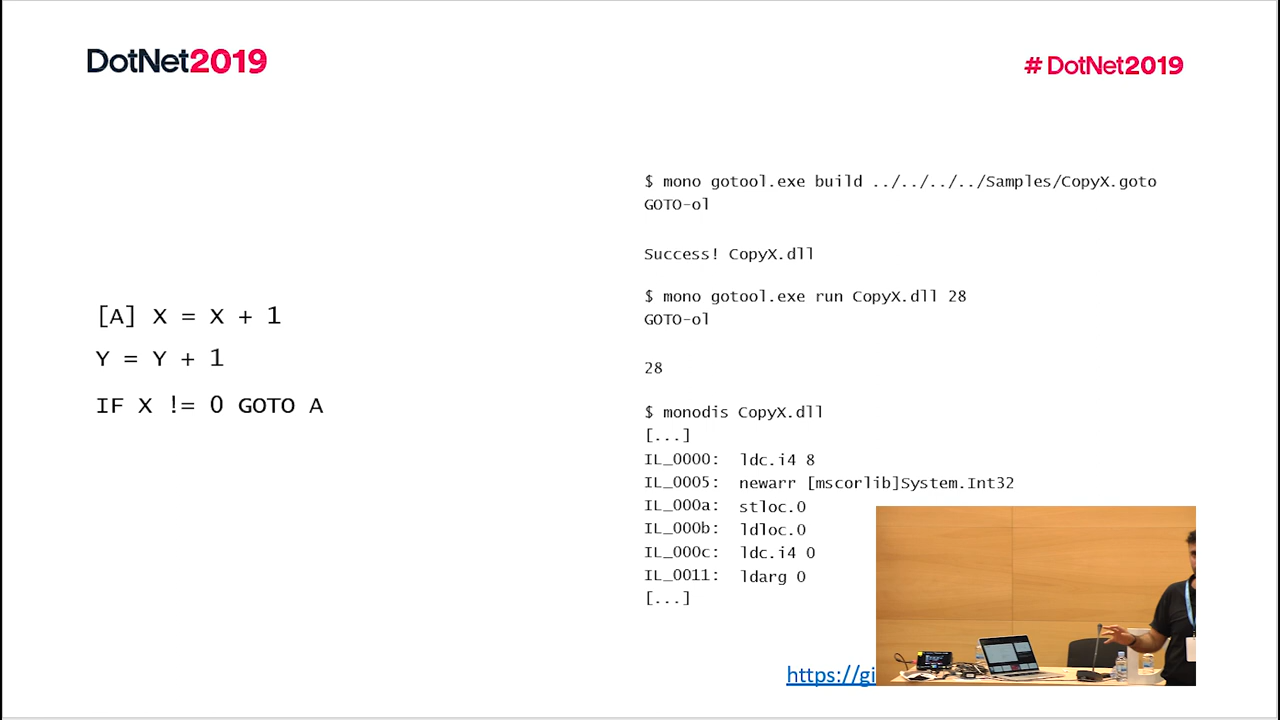 DotNet2019
# DotNet2019
[A] X = X + 1
Y = Y + 1
IF X != 0 GOTO A
$ mono gotool.exe build ../../../../Samples/CopyX.goto
GOTO-ol
Success! CopyX.dll
$ mono gotool.exe run CopyX.dll 28
GOTO-ol
28
$ monodis CopyX.dll
[...]
IL_0000: ldc.i4 8
IL_0005: newarr [mscorlib]System.Int32
IL_000a: stloc.0
IL_000b: ldloc.0
IL_000c: ldc.i4 0
IL_0011: ldarg 0
[...]
https://gi